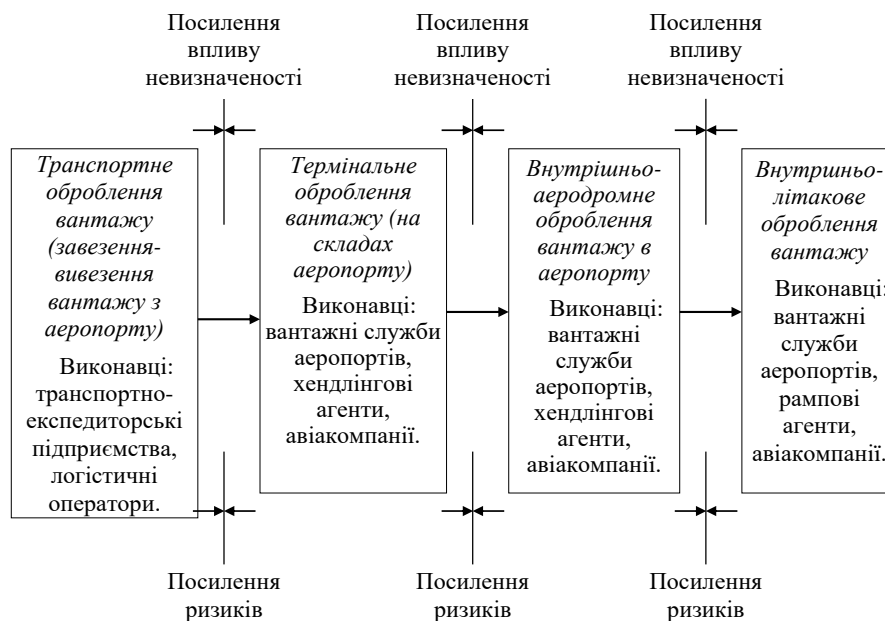 Посилення
впливу
невизначеності
Посилення
впливу
невизначеності
Посилення
впливу
невизначеності
Транспортне
оброблення
вантажу
(завезення-
вивезення
вантажу з
аеропорту)
Виконавці:
транспортно-
експедиторські
підприємства,
логістичні
оператори.
Термінальне
оброблення
вантажу (на
складах
аеропорту)
Виконавці:
вантажні служби
аеропортів,
хендлінгові
агенти,
авіакомпанії.
Внутрішньо-
аеродромне
оброблення
вантажу в
аеропорту
Виконавці:
вантажні
служби
аеропортів,
хендлінгові
агенти,
авіакомпанії.
Внутришньо-
літакове
оброблення
вантажу
Виконавці:
вантажні
служби
аеропортів,
рампові
агенти,
авіакомпанії.
Посилення
ризиків
Посилення
ризиків
Посилення
ризиків